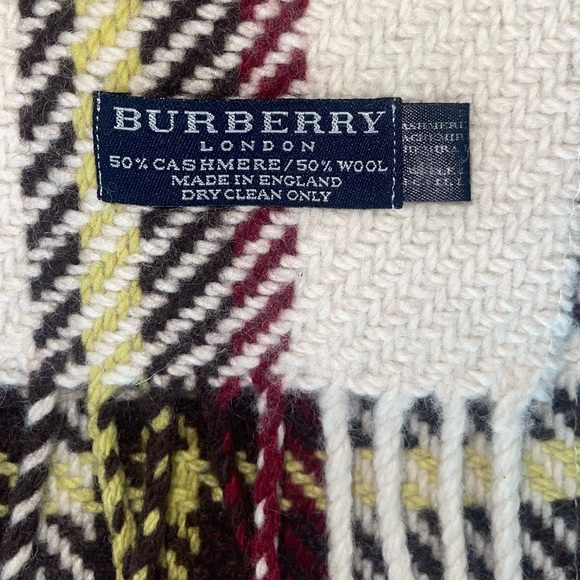 BURBERRY
LONDON
50% CASHMERE/50% WOOL
MADE IN ENGLAND
DRY CLEAN ONLY